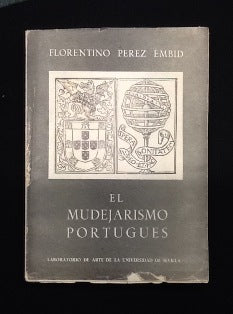 FLORENTINO PEREZ EMBID
EL
MUDEJARISMO
PORTUGUES
LABORATORIO DE ARTE DE LA UNIVERSIDAD DE SEVILLA